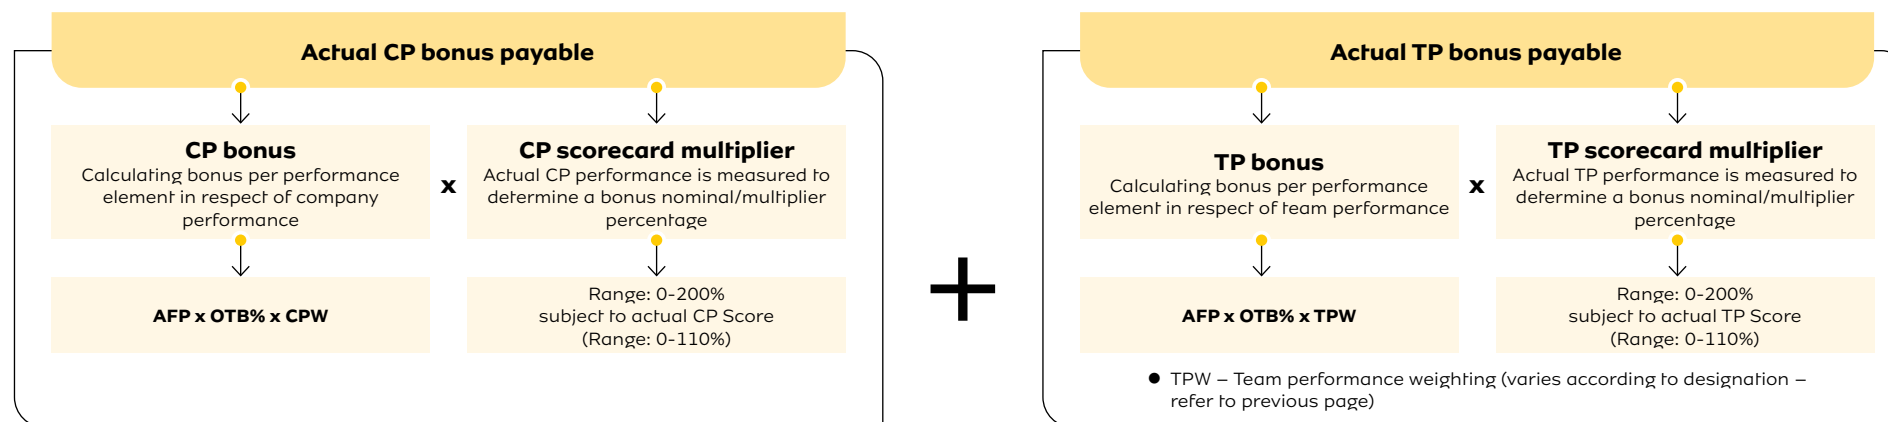 Actual CP bonus payable
CP bonus
Calculating bonus per performance
element in respect of company
performance
x
CP scorecard multiplier
Actual CP performance is measured to
determine a bonus nominal/multiplier
percentage
AFP x OTB% x CPW
Range: 0-200%
subject to actual CP Score
(Range: 0-110%)
+
Actual TP bonus payable
TP bonus
Calculating bonus per performance
element in respect of team performance
x
TP scorecard multiplier
Actual TP performance is measured to
determine a bonus nominal/multiplier
percentage
AFP x OTB% x TPW
Range: 0-200%
subject to actual TP Score
(Range: 0-110%)
● TPW – Team performance weighting (varies according to designation –
refer to previous page)